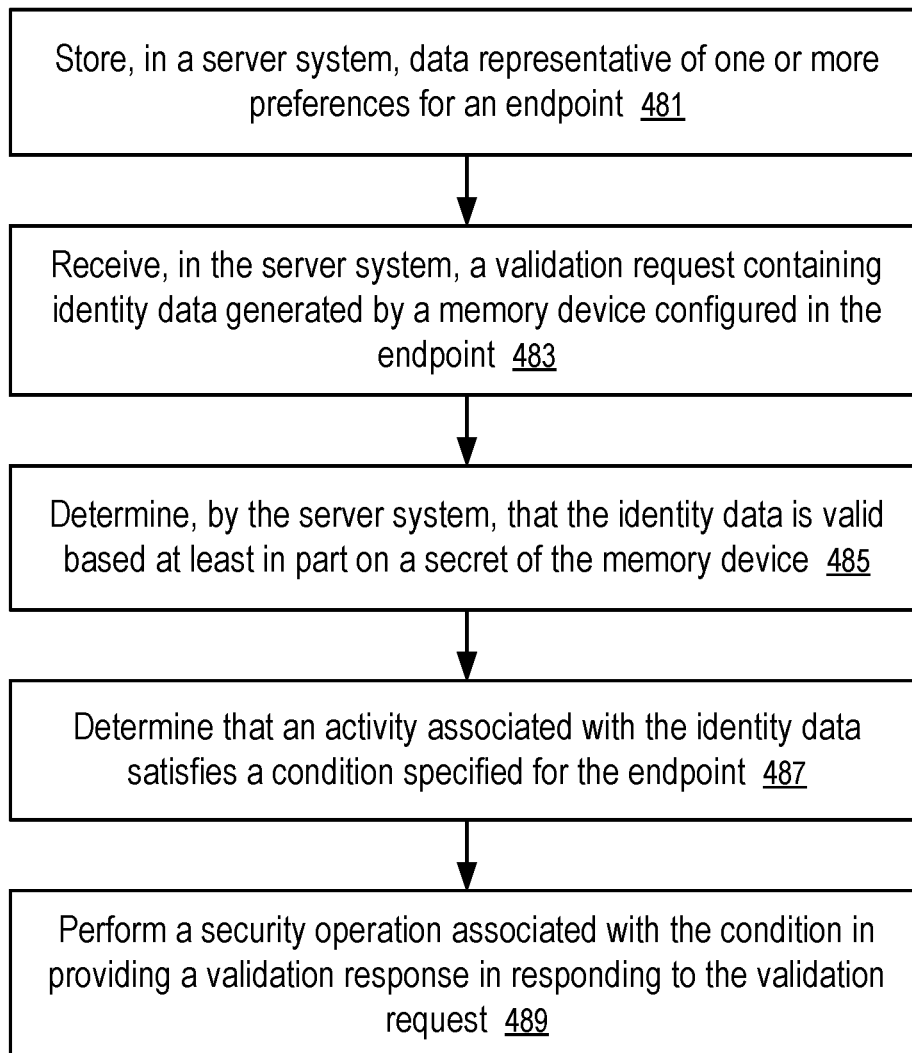 Store, in a server system, data representative of one or more
preferences for an endpoint 481
Receive, in the server system, a validation request containing
identity data generated by a memory device configured in the
endpoint 483
Determine, by the server system, that the identity data is valid
based at least in part on a secret of the memory device 485
Determine that an activity associated with the identity data
satisfies a condition specified for the endpoint 487
Perform a security operation associated with the condition in
providing a validation response in responding to the validation
request 489